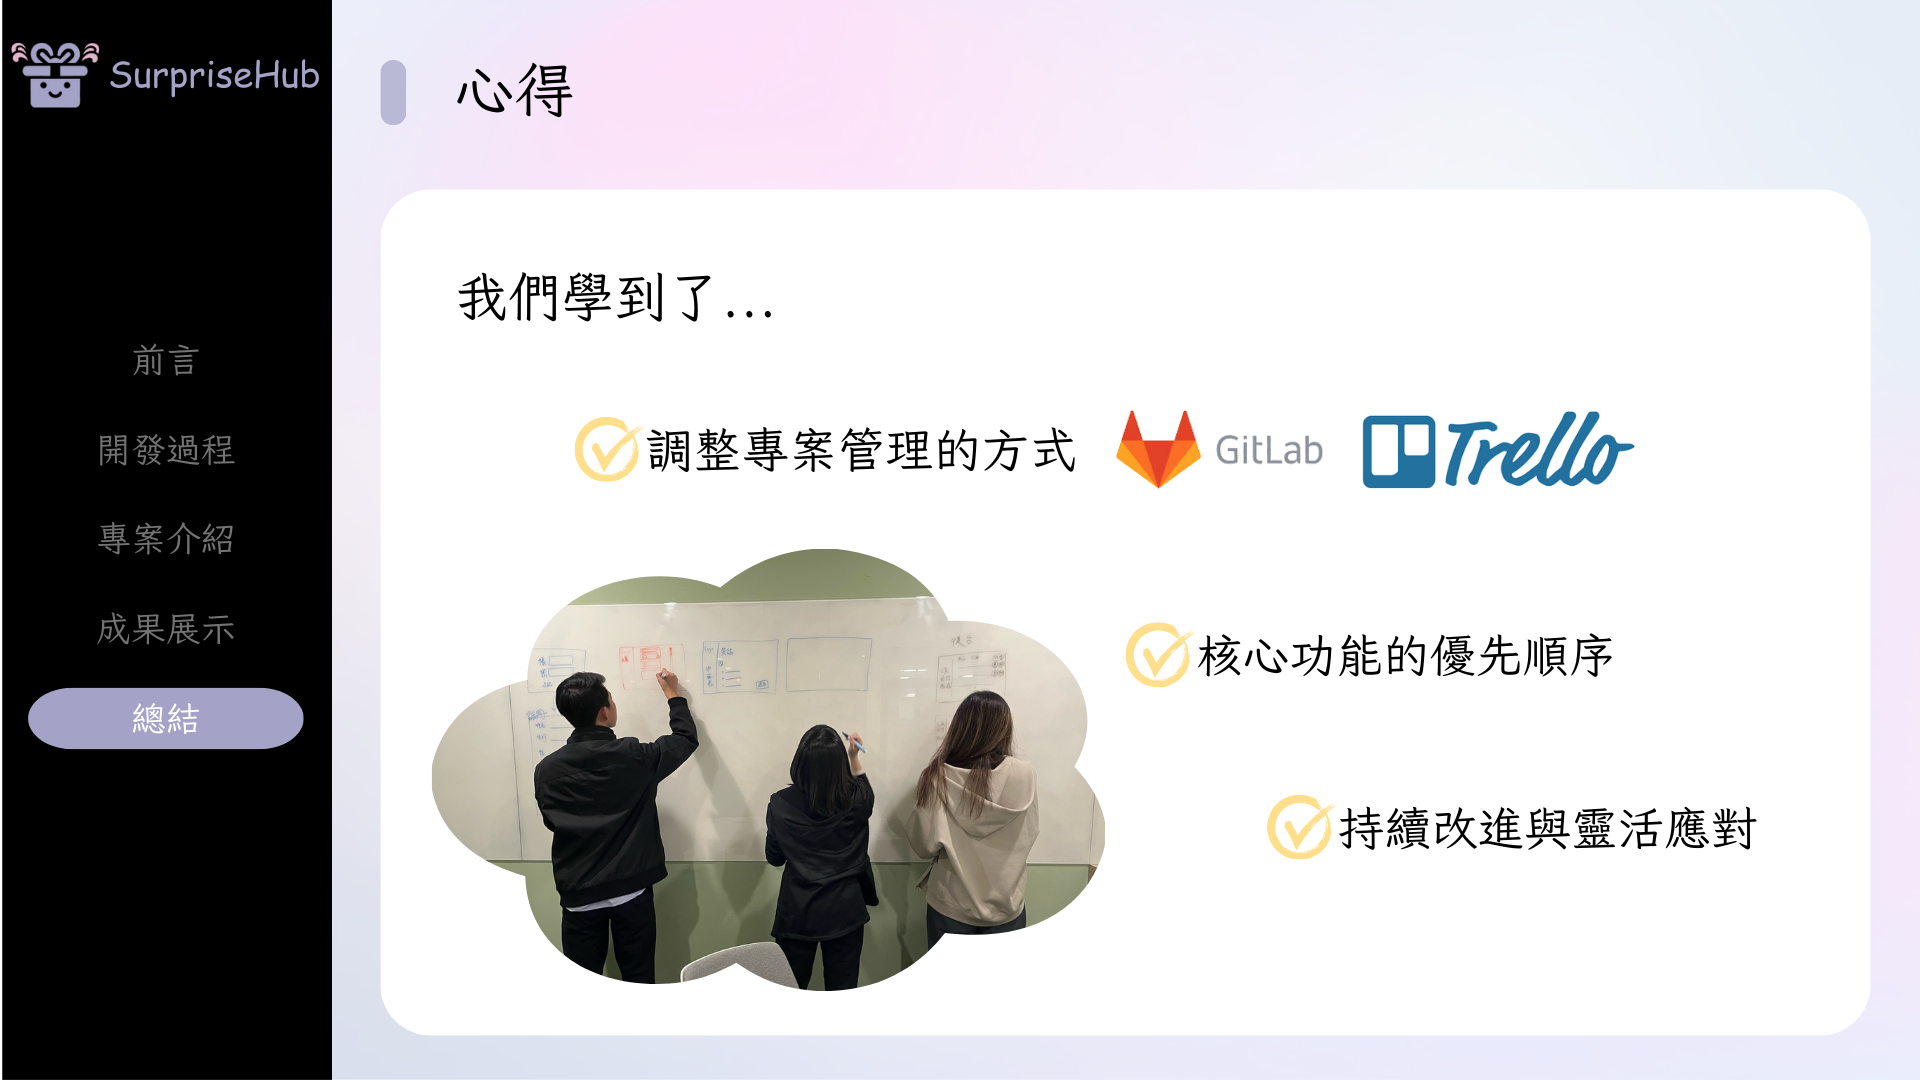 SurpriseHub
前言
開發過程
專案介紹
成果展示
總結
心得
我們學到了...
調整專案管理的方式
GitLab
Trello
核心功能的優先順序
持續改進與靈活應對
後台